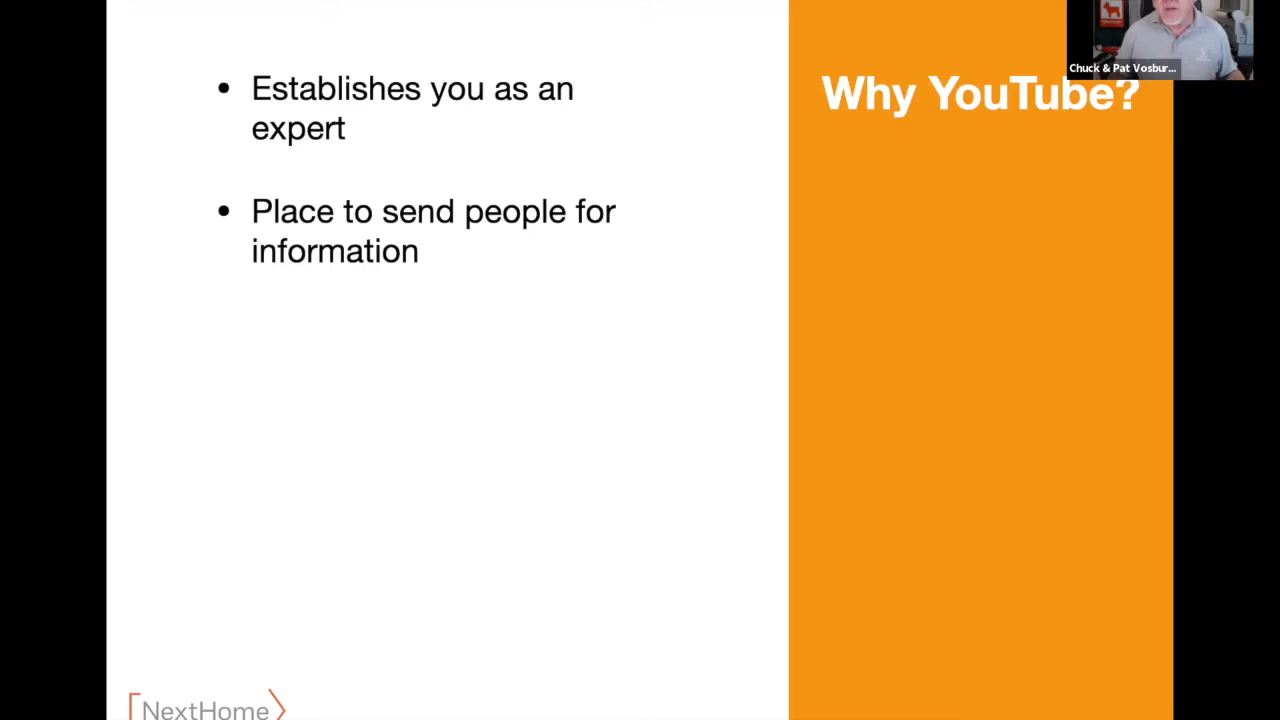 • Establishes you as an
expert
• Place to send people for
information
Why YouTube?
Chuck & Pat Vosbur...
NextHome